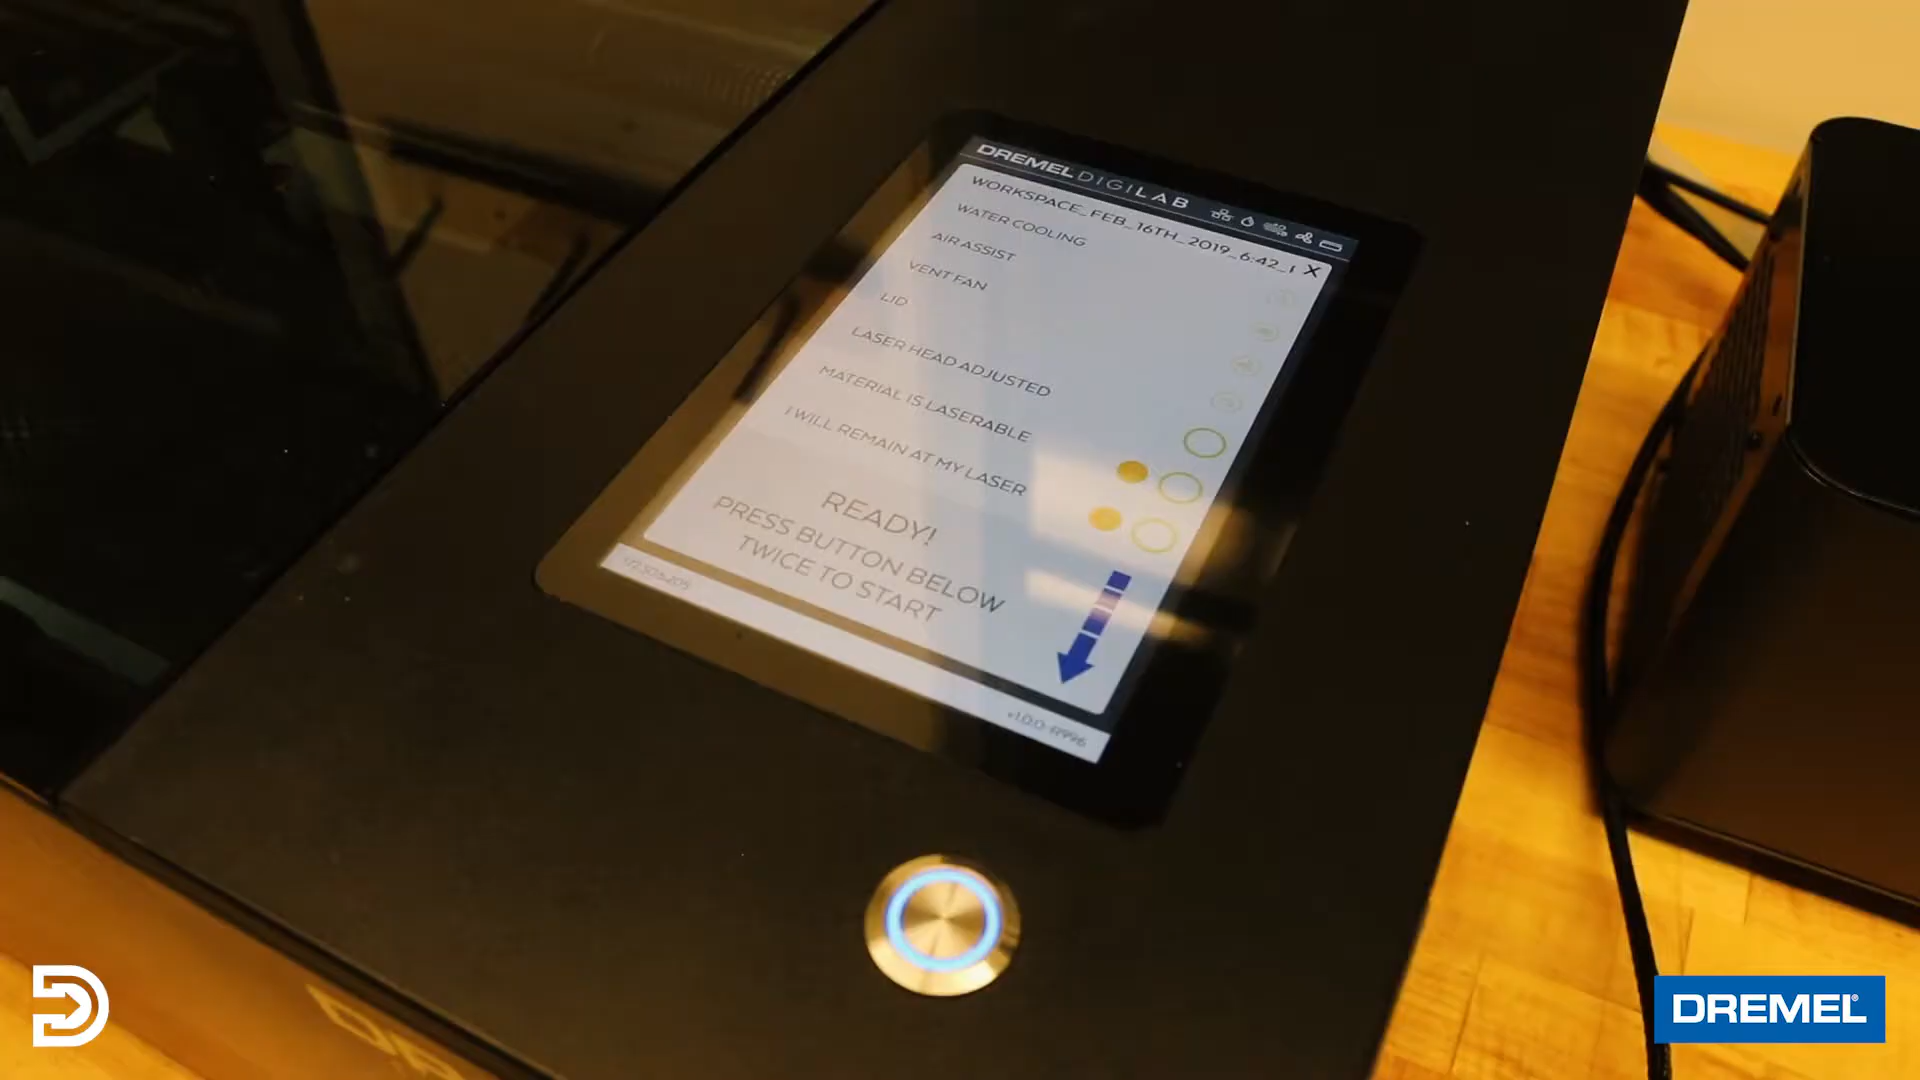 DREMEL DIGILAB
WORKSPACE_FEB_16TH_2019_6:42_
WATER COOLING
AIR ASSIST
VENT FAN
LID
LASER HEAD ADJUSTED
MATERIAL IS LASERABLE
I WILL REMAIN AT MY LASER
READY!
PRESS BUTTON BELOW
TWICE TO START
DREMEL®